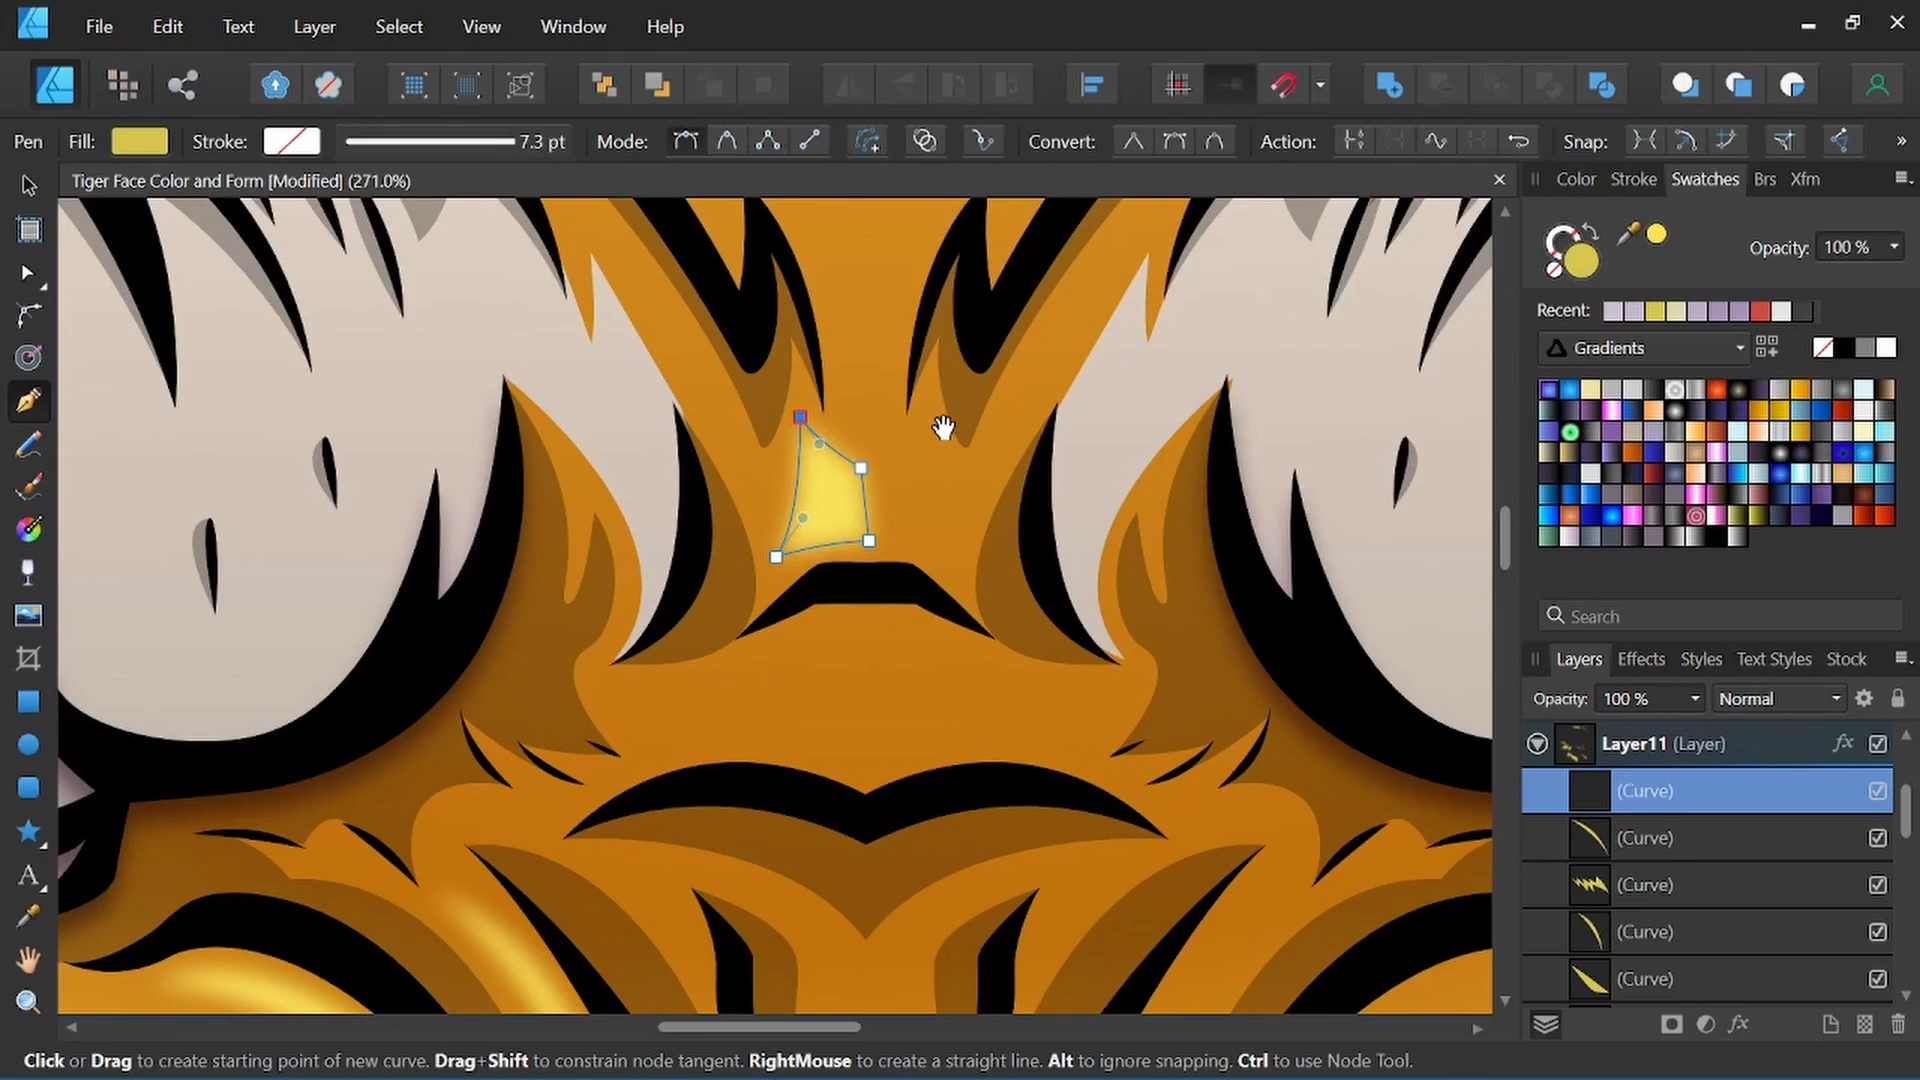 File Edit Text Layer Select View Window Help
Pen Fill: Stroke: 7.3 pt Mode: Convert: Action: Snap: »
Tiger Face Color and Form [Modified] (271.0%)
Color Stroke Swatches Brs Xfm
Opacity: 100 %
Recent:
Gradients
Search
Layers Effects Styles Text Styles Stock
Opacity: 100 % Normal
Layer11 (Layer) fx
(Curve)
(Curve)
(Curve)
(Curve)
(Curve)
fx
Click or Drag to create starting point of new curve. Drag+Shift to constrain node tangent. RightMouse to create a straight line. Alt to ignore snapping. Ctrl to use Node Tool.